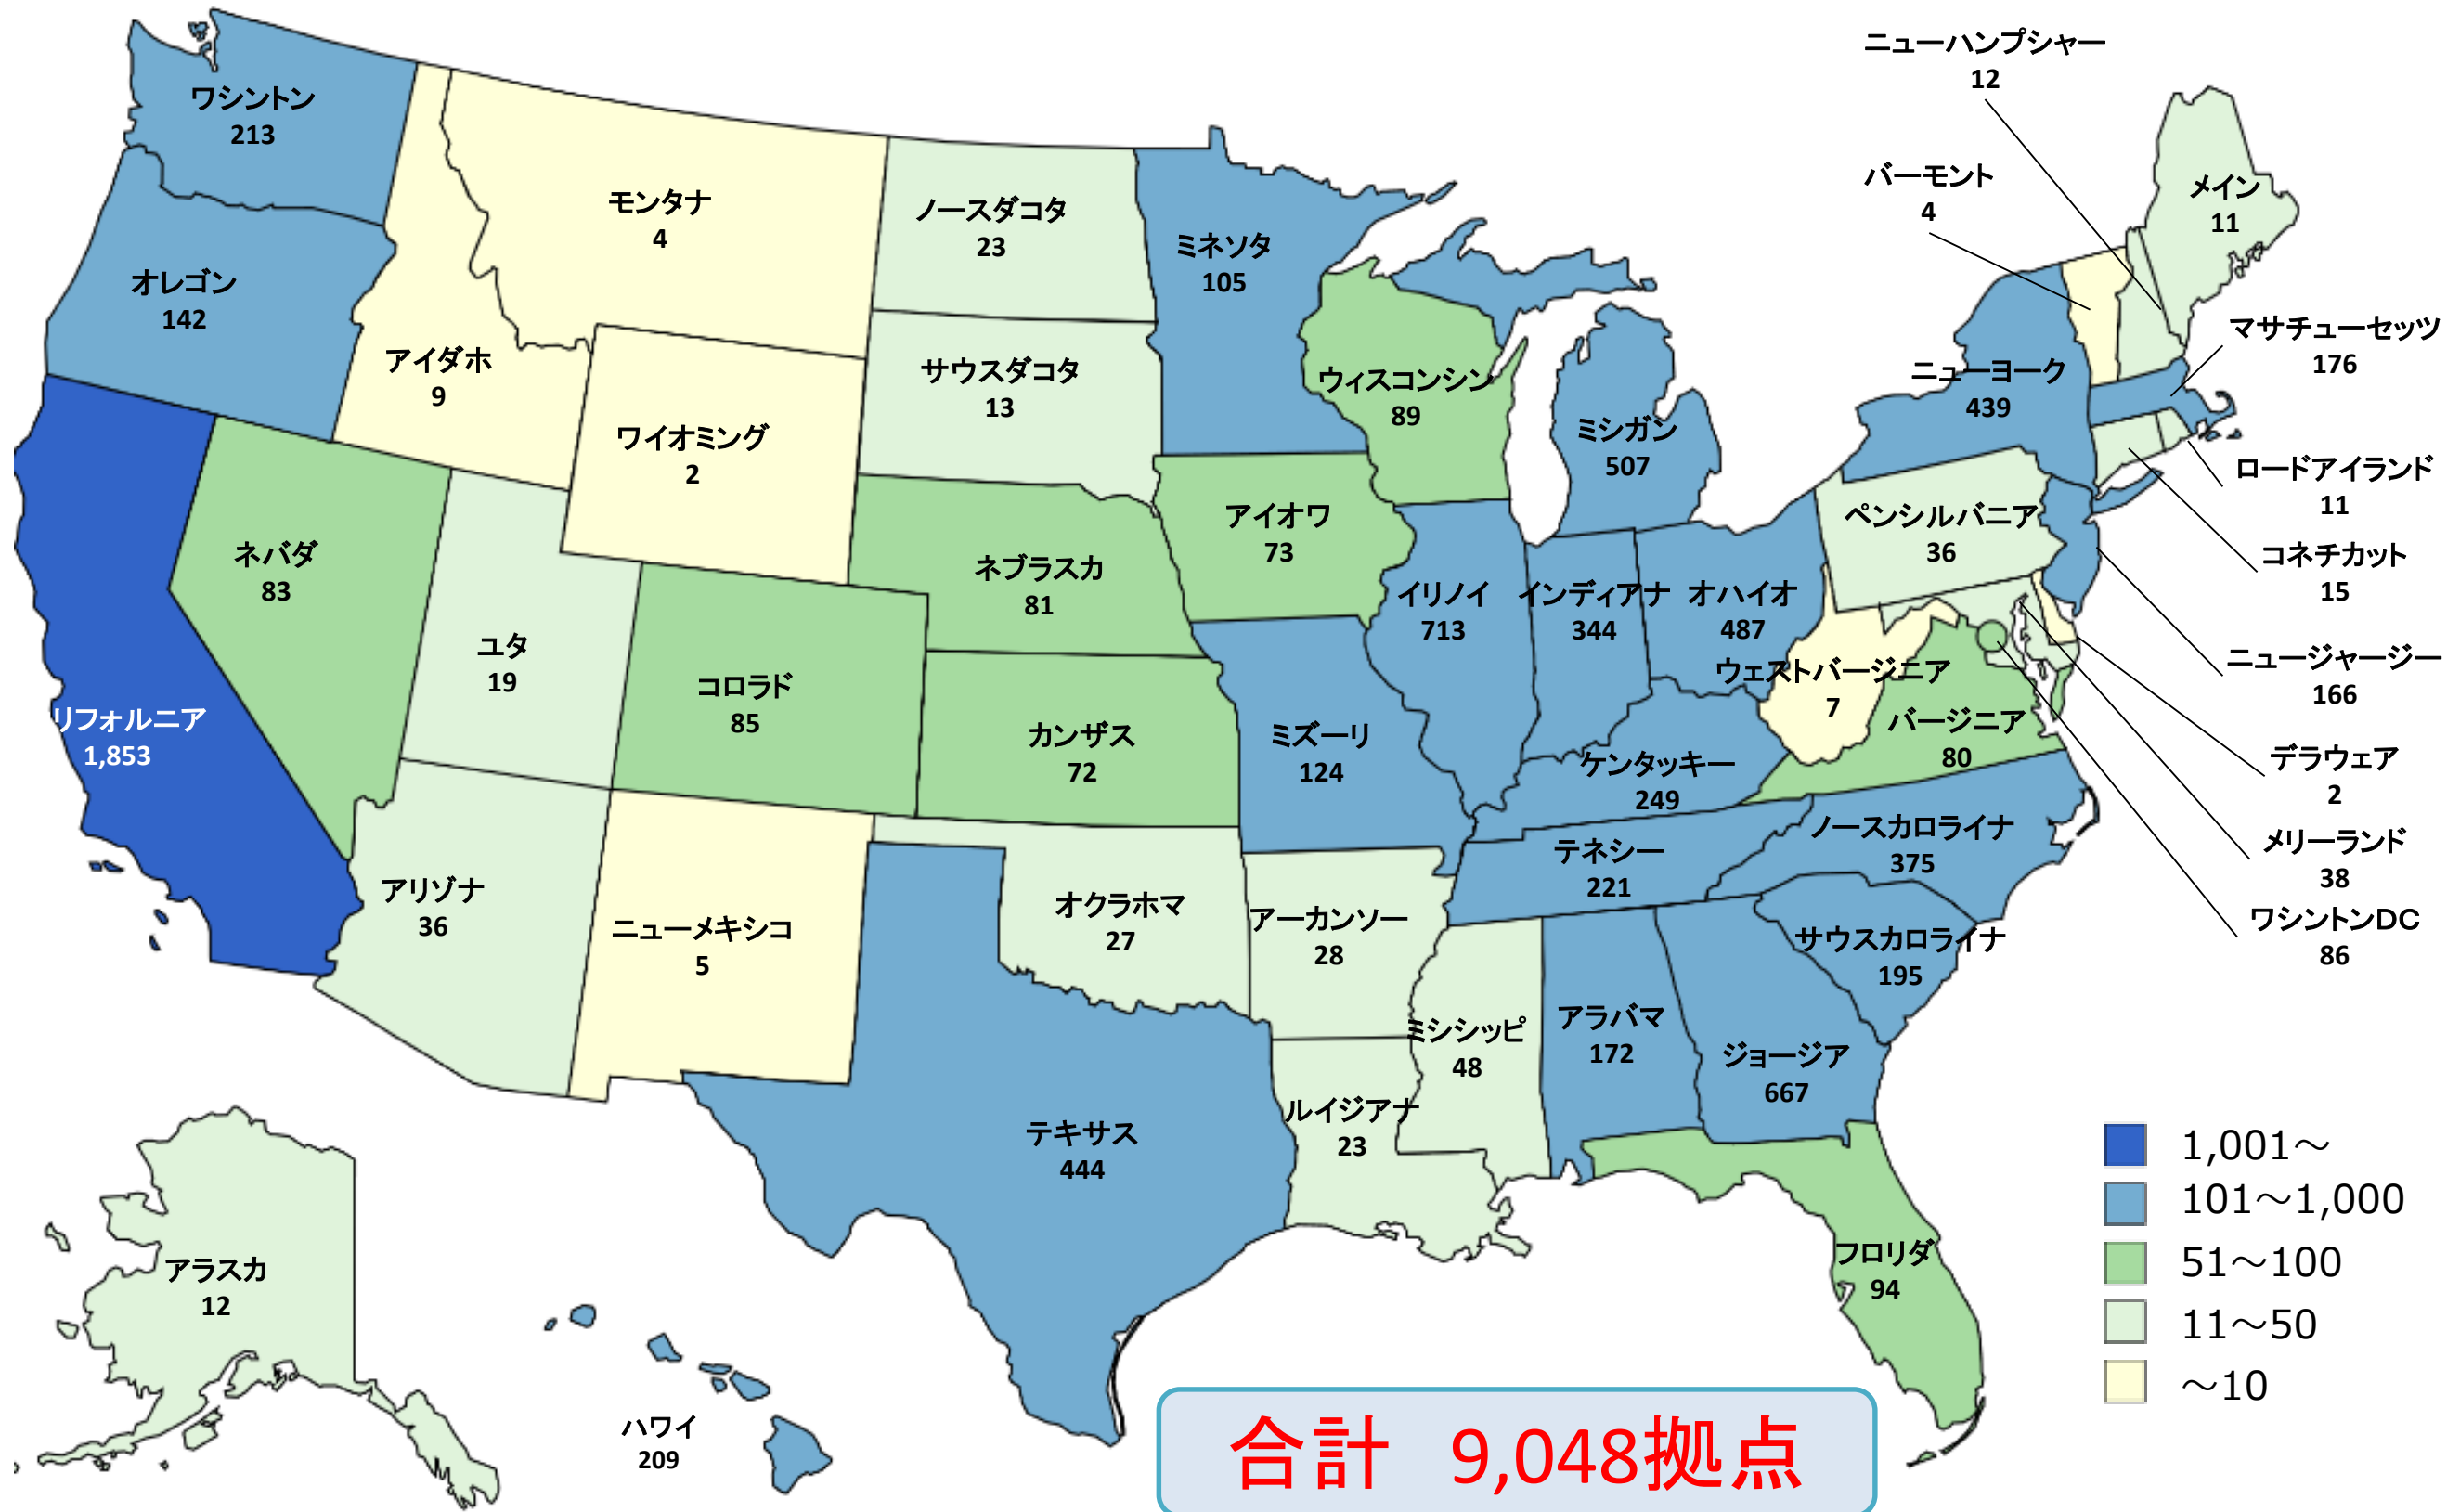 ニューハンプシャー
12
ワシントン
213
バーモント
4
メイン
11
モンタナ
4
ノースダコタ
23
ミネソタ
105
オレゴン
142
マサチューセッツ
176
アイダホ
9
サウスダコタ
13
ウィスコンシン
89
ニューヨーク
439
ワイオミング
2
ミシガン
507
ロードアイランド
11
アイオワ
73
ペンシルバニア
36
コネチカット
15
ネバダ
83
ネブラスカ
81
イリノイ
713
インディアナ
344
オハイオ
487
ユタ
19
コロラド
85
ウェストバージニア
7
ニュージャージー
166
リフォルニア
1,853
カンザス
72
ミズーリ
124
バージニア
80
ケンタッキー
249
デラウェア
2
ノースカロライナ
375
メリーランド
38
テネシー
221
アリゾナ
36
オクラホマ
27
アーカンソー
28
ワシントンDC
86
ニューメキシコ
5
サウスカロライナ
195
ミシシッピ
48
アラバマ
172
ジョージア
667
ルイジアナ
23
テキサス
444
フロリダ
94
アラスカ
12
ハワイ
209
1,001～
101～1,000
51～100
11～50
～10
合計　9,048拠点